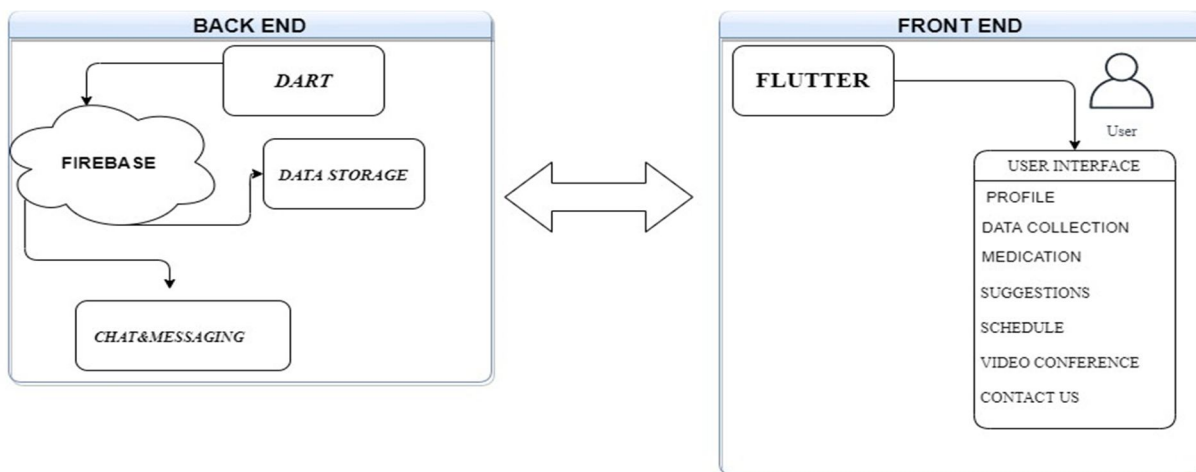 BACK END
DART
FIREBASE
DATA STORAGE
CHAT&MESSAGING
FRONT END
FLUTTER
User
USER INTERFACE
PROFILE
DATA COLLECTION
MEDICATION
SUGGESTIONS
SCHEDULE
VIDEO CONFERENCE
CONTACT US